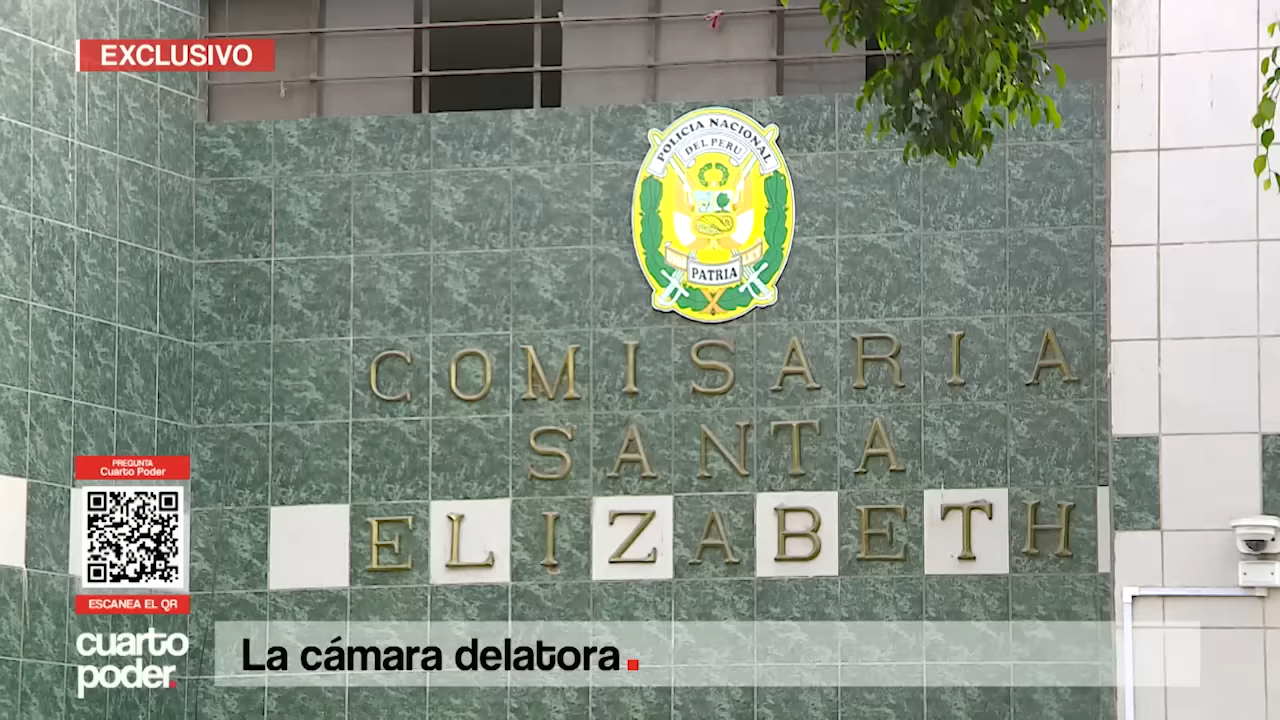 EXCLUSIVO
POLICIA NACIONAL
DEL PERU
PATRIA
COMISARIA
SANTA
ELIZABETH
PREGUNTA
Cuarto Poder
ESCANEA EL QR
cuarto
poder.
La cámara delatora.